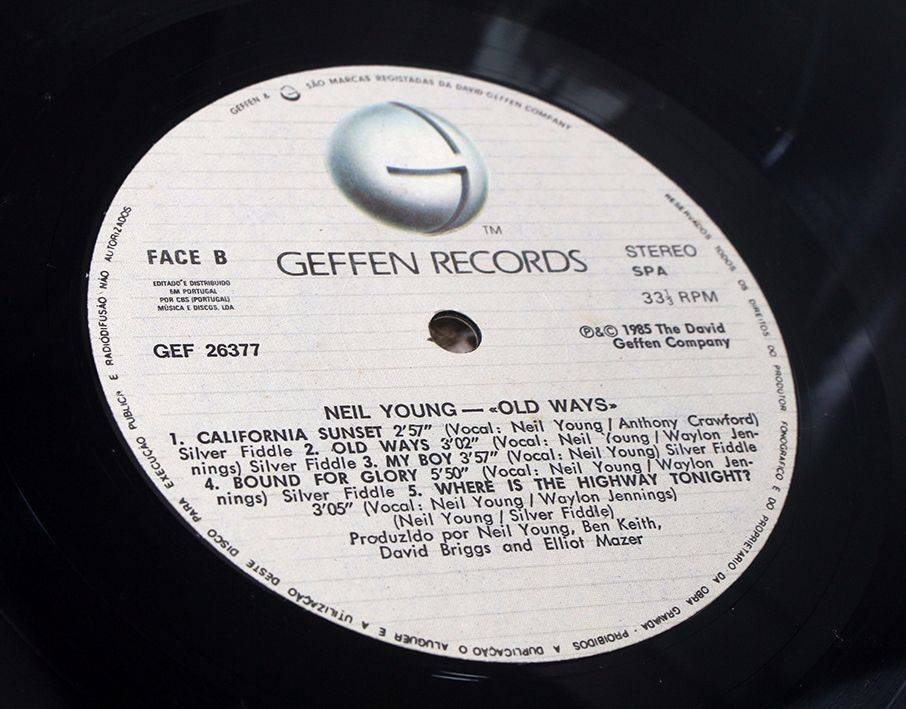 GEFFEN & SÃO MARCAS REGISTADAS DA DAVID GEFFEN COMPANY
TM
GEFFEN RECORDS
FACE B
EDITADO E DISTRIBUIDO
EM PORTUGAL
POR CBS (PORTUGAL)
MÚSICA E DISCOS, LDA
GEF 26377
STEREO
SPA
33⅓ RPM
Ⓟ&© 1985 The David
Geffen Company
NEIL YOUNG — «OLD WAYS»
1. CALIFORNIA SUNSET 2'57" (Vocal: Neil Young / Anthony Crawford)
Silver Fiddle 2. OLD WAYS 3'02" (Vocal: Neil Young / Waylon Jen-
nings) Silver Fiddle 3. MY BOY 3'57" (Vocal: Neil Young) Silver Fiddle
4. BOUND FOR GLORY 5'50" (Vocal: Neil Young / Waylon Jen-
nings) Silver Fiddle 5. WHERE IS THE HIGHWAY TONIGHT?
3'05" (Vocal: Neil Young / Waylon Jennings)
(Neil Young / Silver Fiddle)
Produzido por Neil Young, Ben Keith,
David Briggs and Elliot Mazer
RESERVADOS TODOS OS DIREITOS DO PRODUTOR FONOGRAFICO E DO PROPRIETARIO DA OBRA GRAVADA · PROIBIDOS A DUPLICAÇÃO O ALUGUER E A UTILIZAÇÃO DESTE DISCO PARA EXECUÇÃO PUBLICA E RADIODIFUSÃO NÃO AUTORIZADOS